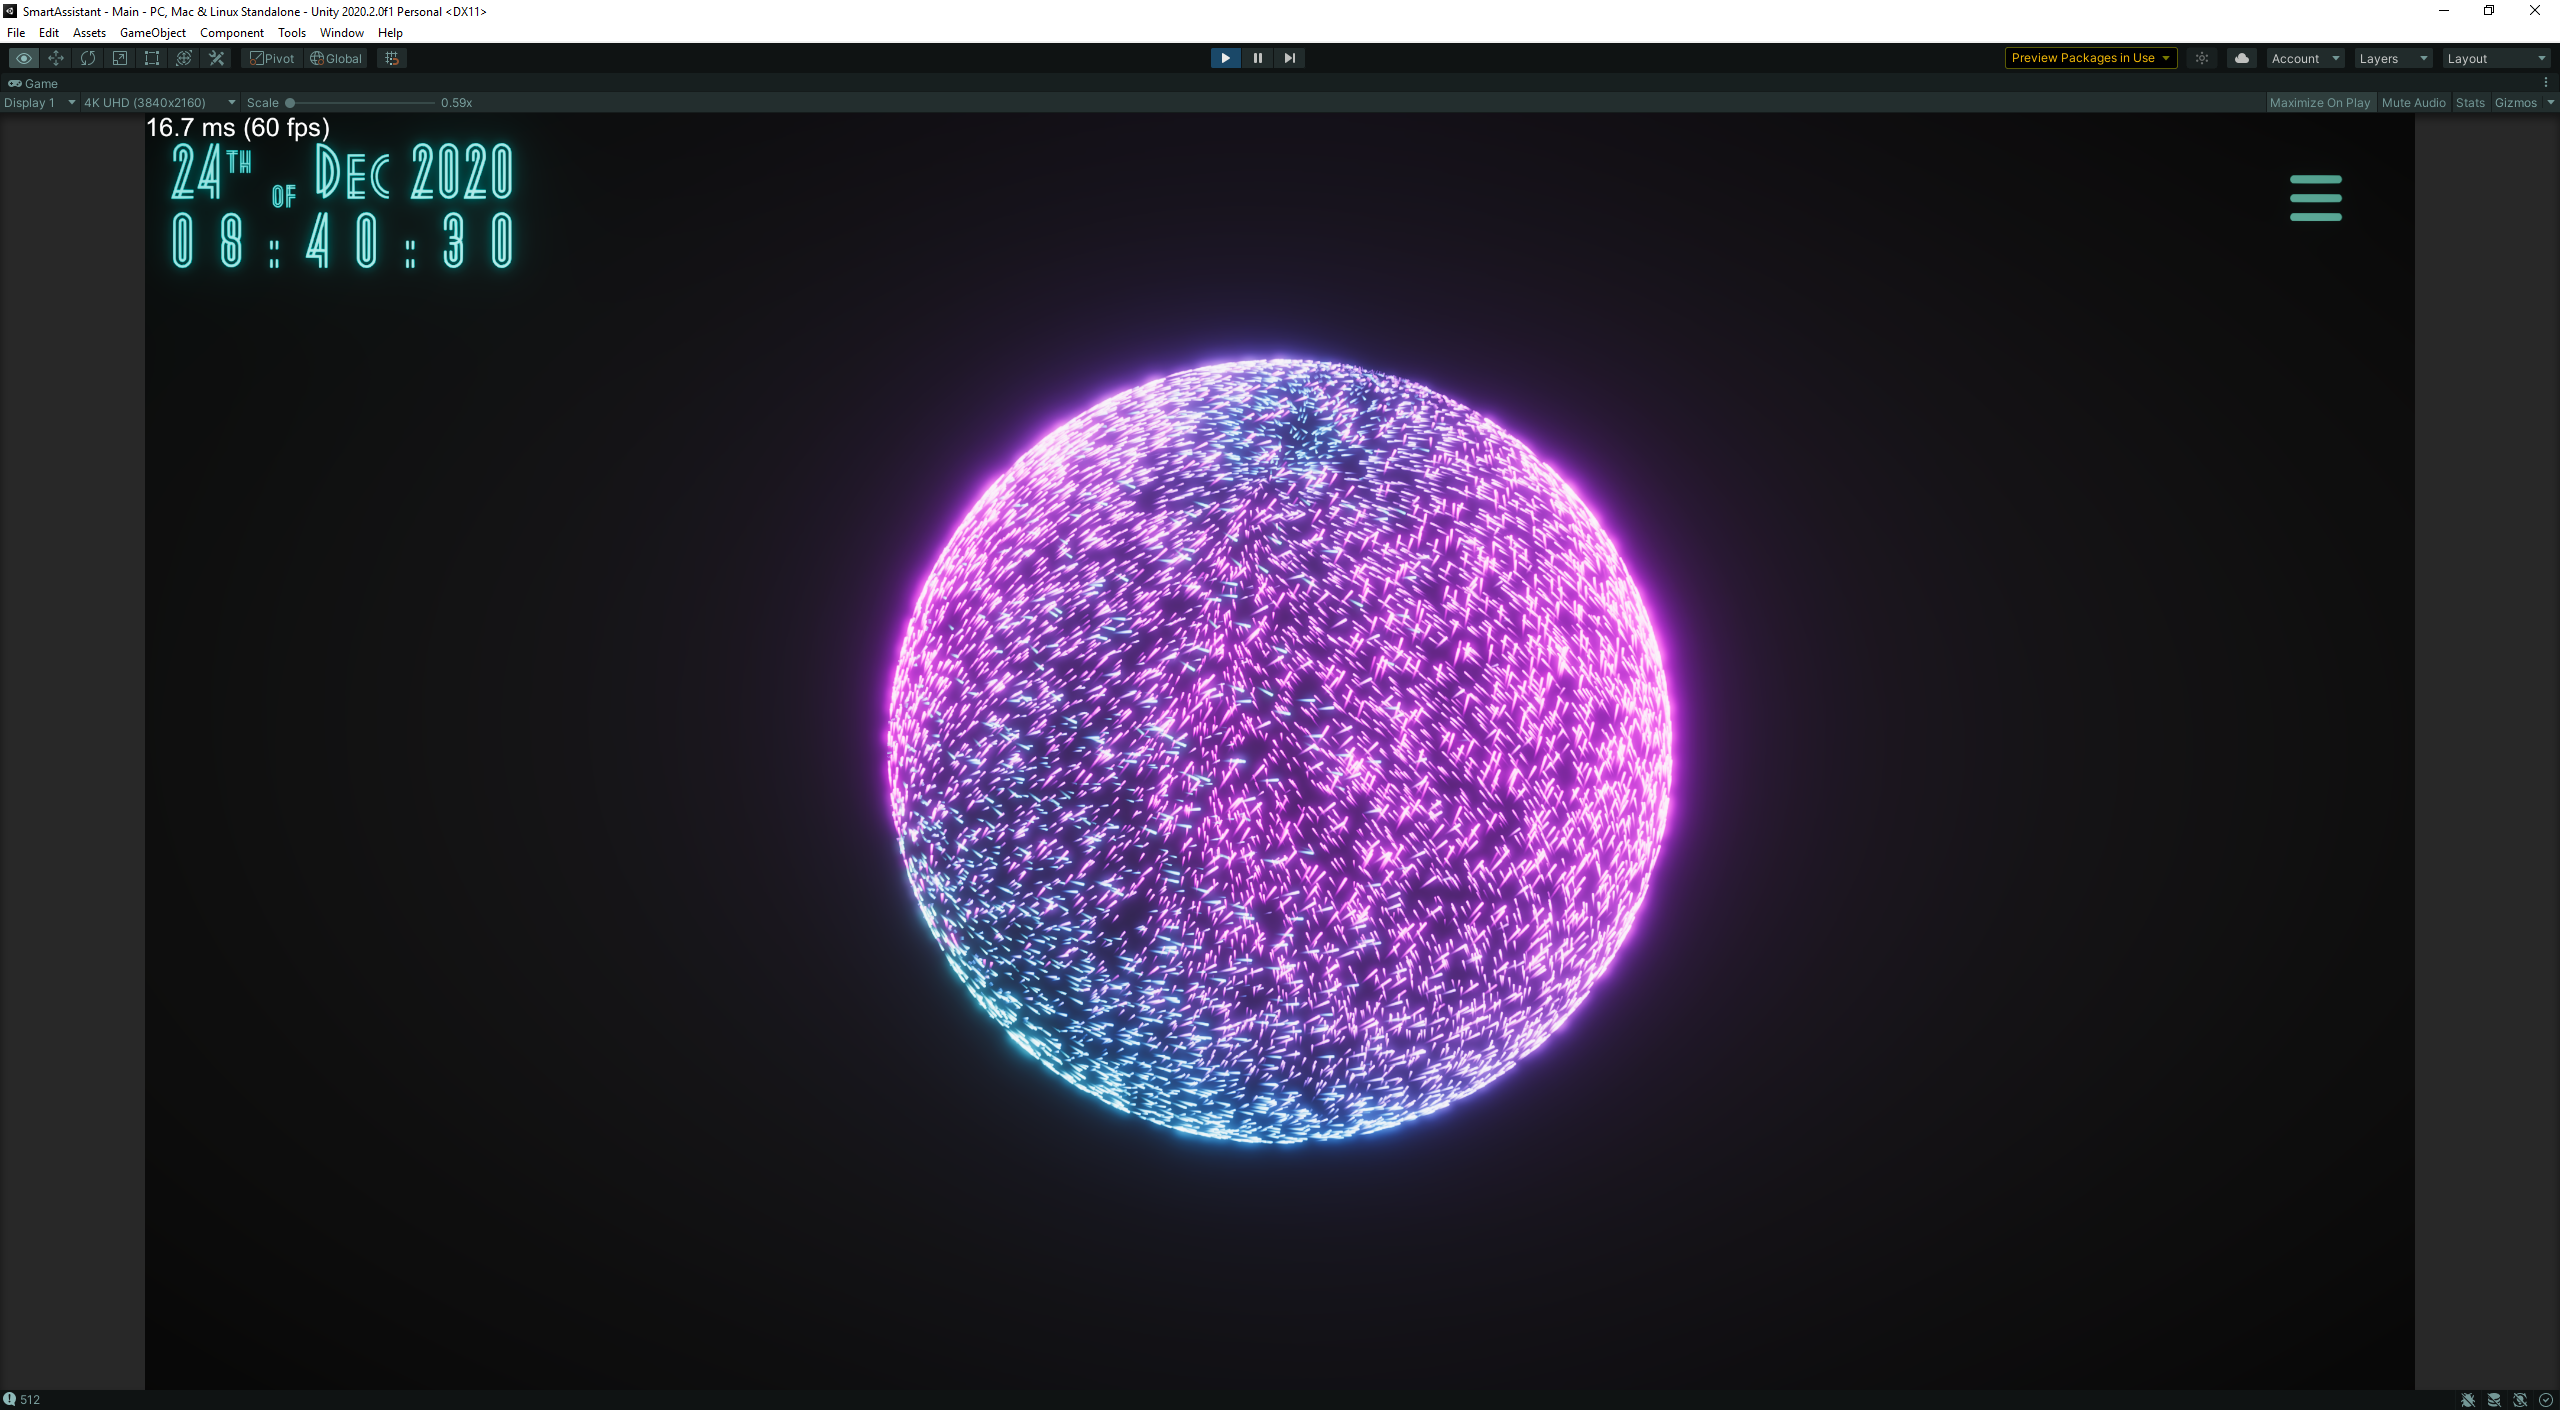 SmartAssistant - Main - PC, Mac & Linux Standalone - Unity 2020.2.0f1 Personal <DX11>
File Edit Assets GameObject Component Tools Window Help
Pivot Global Preview Packages in Use Account Layers Layout
Game
Display 1 4K UHD (3840x2160) Scale 0.59x Maximize On Play Mute Audio Stats Gizmos
16.7 ms (60 fps)
24TH OF DEC 2020
08:40:30
512